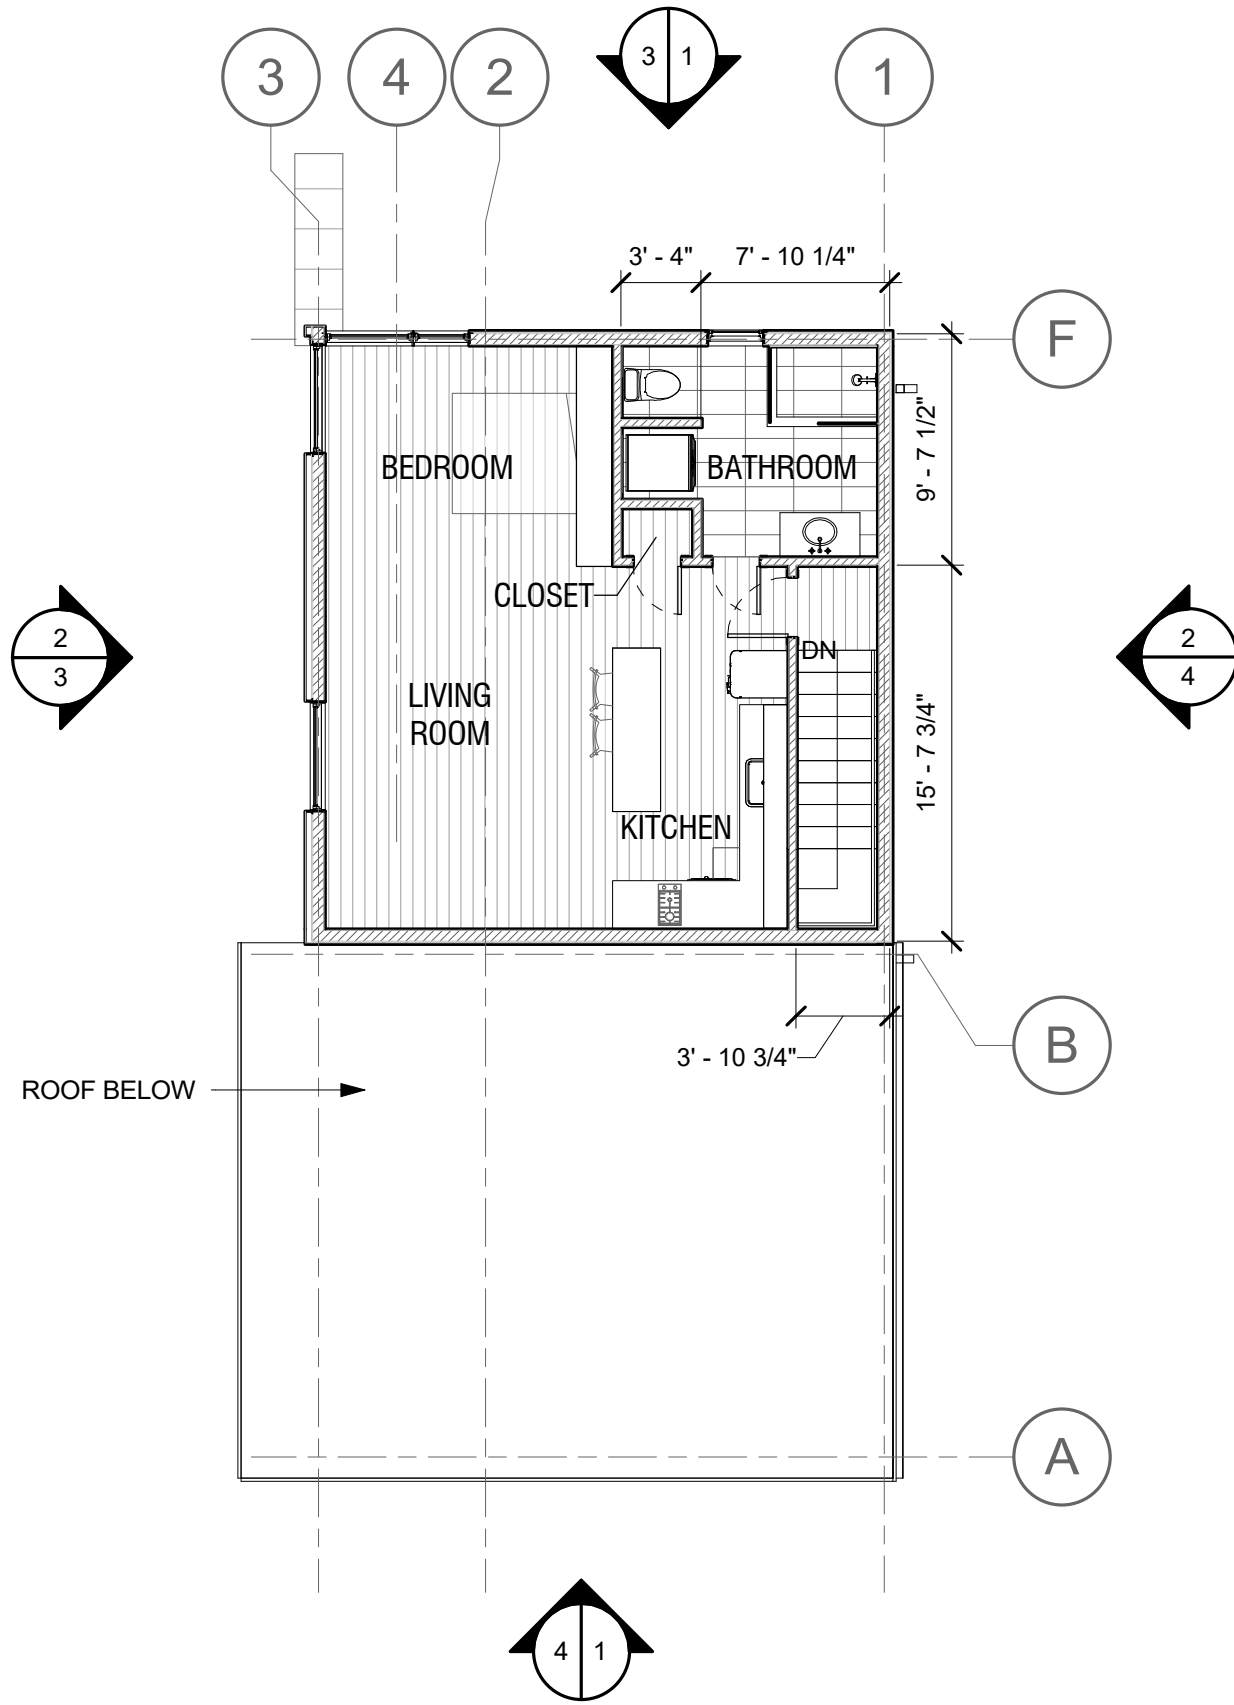 3 1
3 4 2 1
3' - 4" 7' - 10 1/4"
F
9' - 7 1/2"
BEDROOM BATHROOM
CLOSET
2
3
2
4
DN
LIVING
ROOM
15' - 7 3/4"
KITCHEN
3' - 10 3/4"
B
ROOF BELOW
A
4 1